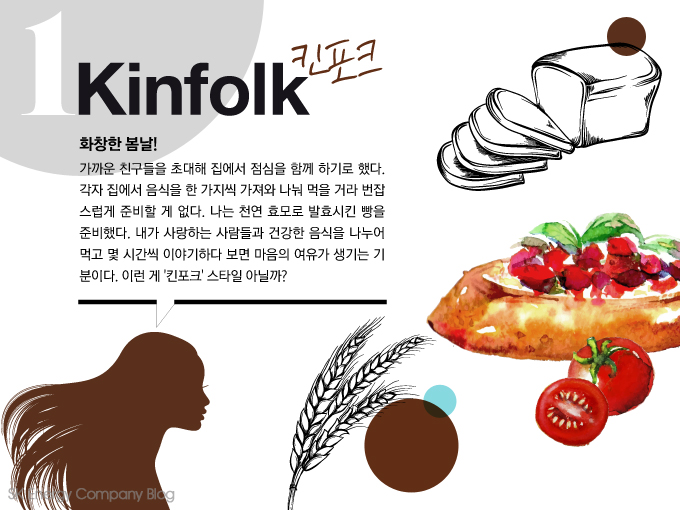 1
Kinfolk 킨포크
화창한 봄날!
가까운 친구들을 초대해 집에서 점심을 함께 하기로 했다.
각자 집에서 음식을 한 가지씩 가져와 나눠 먹을 거라 번잡
스럽게 준비할 게 없다. 나는 천연 효모로 발효시킨 빵을
준비했다. 내가 사랑하는 사람들과 건강한 음식을 나누어
먹고 몇 시간씩 이야기하다 보면 마음의 여유가 생기는 기
분이다. 이런 게 '킨포크' 스타일 아닐까?
SK Energy Company Blog